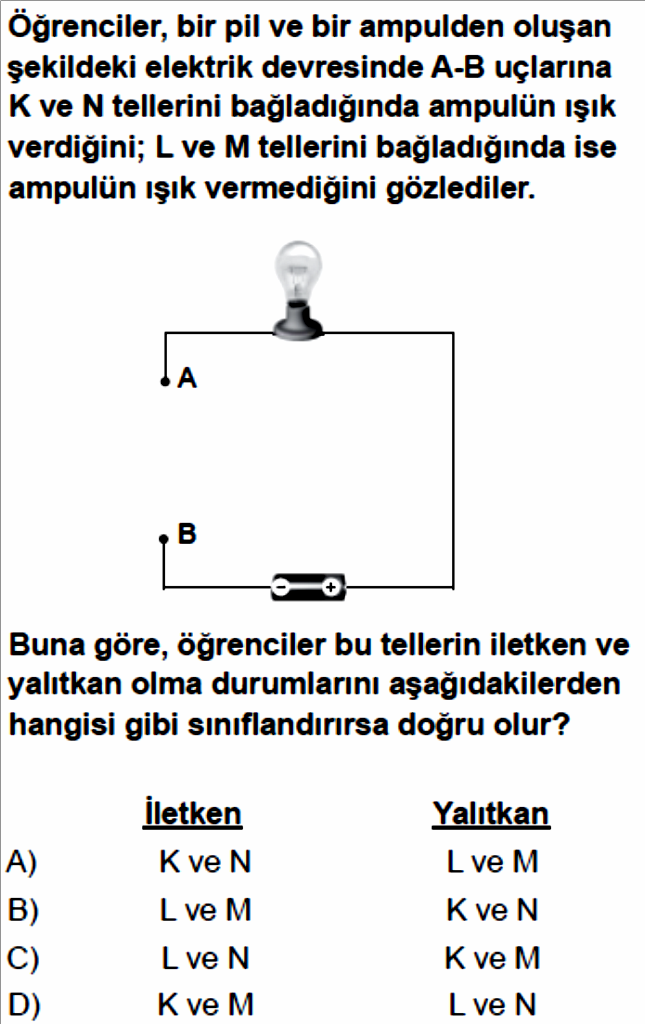 Öğrenciler, bir pil ve bir ampulden oluşan
şekildeki elektrik devresinde A-B uçlarına
K ve N tellerini bağladığında ampulün ışık
verdiğini; L ve M tellerini bağladığında ise
ampulün ışık vermediğini gözlediler.
A
B
- +
Buna göre, öğrenciler bu tellerin iletken ve
yalıtkan olma durumlarını aşağıdakilerden
hangisi gibi sınıflandırırsa doğru olur?
İletken Yalıtkan
A) K ve N L ve M
B) L ve M K ve N
C) L ve N K ve M
D) K ve M L ve N